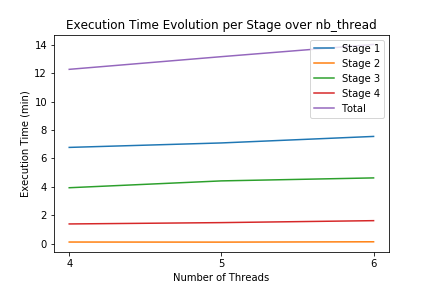 Execution Time Evolution per Stage over nb_thread
Execution Time (min)
14
12
10
8
6
4
2
0
4
5
6
Number of Threads
Stage 1
Stage 2
Stage 3
Stage 4
Total